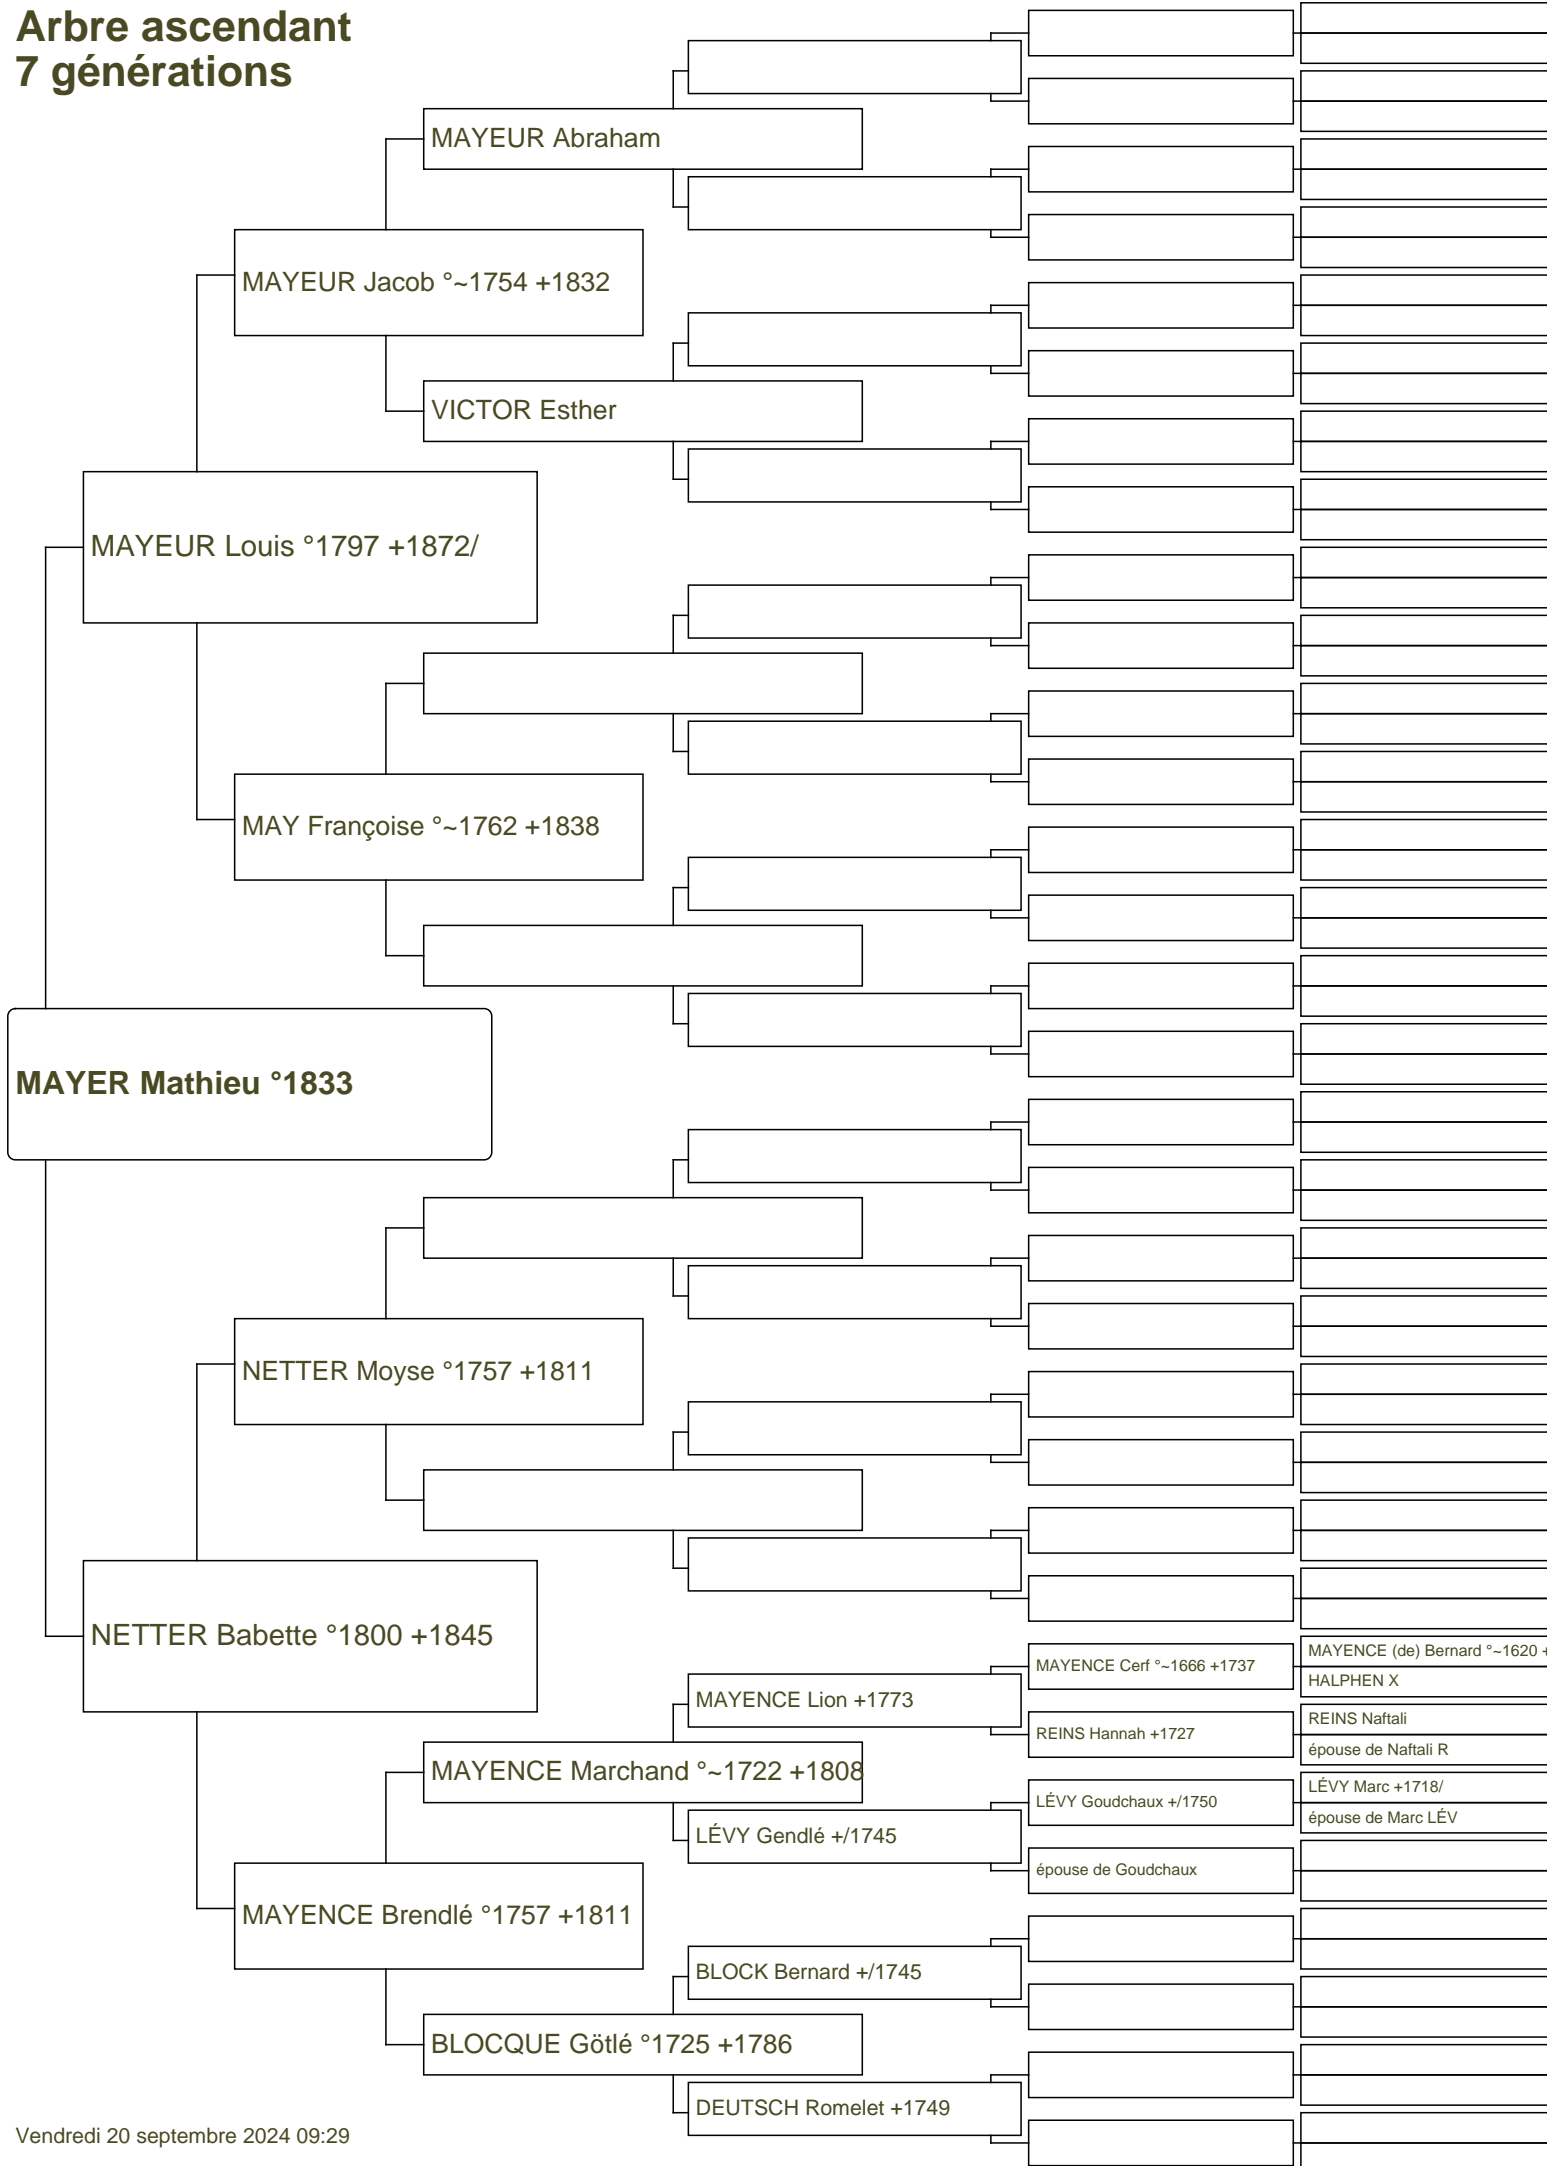 Arbre ascendant
7 générations
MAYEUR Abraham
MAYEUR Jacob °~1754 +1832
VICTOR Esther
MAYEUR Louis °1797 +1872/
MAY Françoise °~1762 +1838
MAYER Mathieu °1833
NETTER Moyse °1757 +1811
NETTER Babette °1800 +1845
MAYENCE (de) Bernard °~1620 +
MAYENCE Cerf °~1666 +1737
HALPHEN X
MAYENCE Lion +1773
REINS Naftali
REINS Hannah +1727
épouse de Naftali R
MAYENCE Marchand °~1722 +1808
LÉVY Marc +1718/
LÉVY Goudchaux +/1750
épouse de Marc LÉV
LÉVY Gendlé +/1745
épouse de Goudchaux
MAYENCE Brendlé °1757 +1811
BLOCK Bernard +/1745
BLOCQUE Götlé °1725 +1786
DEUTSCH Romelet +1749
Vendredi 20 septembre 2024 09:29